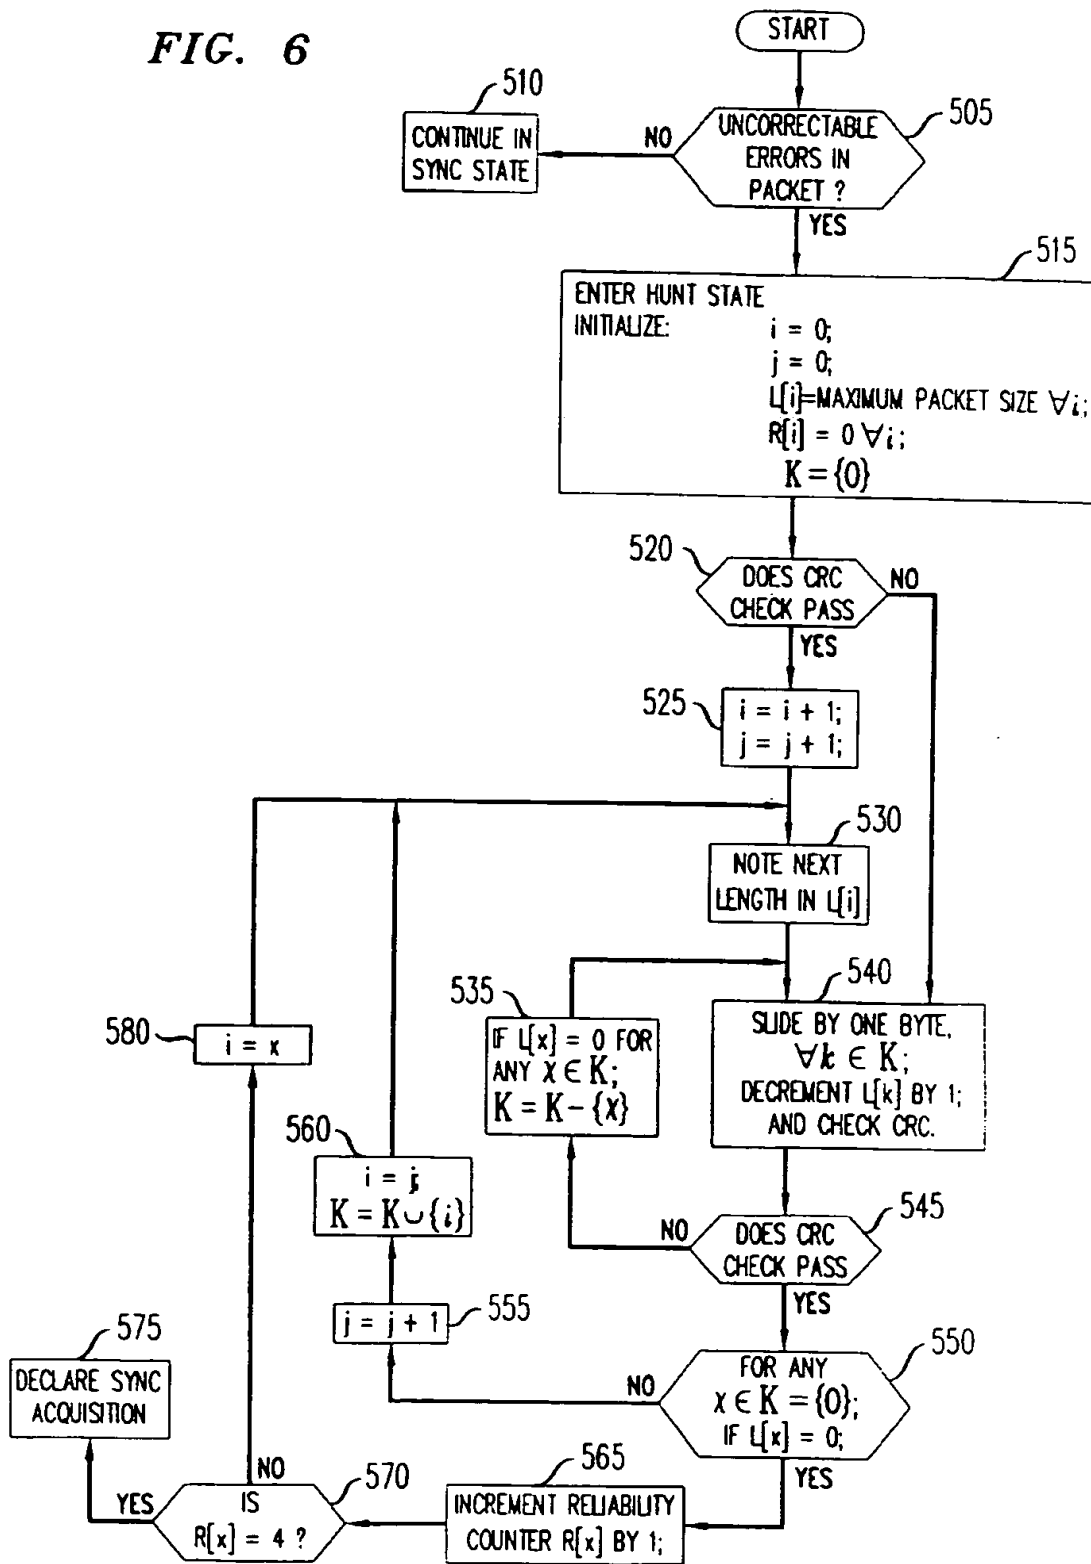 FIG. 6
START
510
505
CONTINUE IN
SYNC STATE
NO
UNCORRECTABLE
ERRORS IN
PACKET ?
YES
515
ENTER HUNT STATE
INITIALIZE:
i = 0;
j = 0;
L[i]=MAXIMUM PACKET SIZE ∀i;
R[i] = 0 ∀i;
K = {0}
520
DOES CRC
CHECK PASS
NO
YES
525
i = i + 1;
j = j + 1;
530
NOTE NEXT
LENGTH IN L[i]
535
IF L[x] = 0 FOR
ANY χ ∈ K;
K = K – {χ}
540
SLIDE BY ONE BYTE,
∀k ∈ K;
DECREMENT L[k] BY 1;
AND CHECK CRC.
580
i = x
560
i = j;
K = K ∪ {i}
545
NO
DOES CRC
CHECK PASS
YES
555
j = j + 1
550
NO
FOR ANY
χ ∈ K = {0};
IF L[x] = 0;
YES
575
DECLARE SYNC
ACQUISITION
NO
570
YES
IS
R[x] = 4 ?
565
INCREMENT RELIABILITY
COUNTER R[x] BY 1;